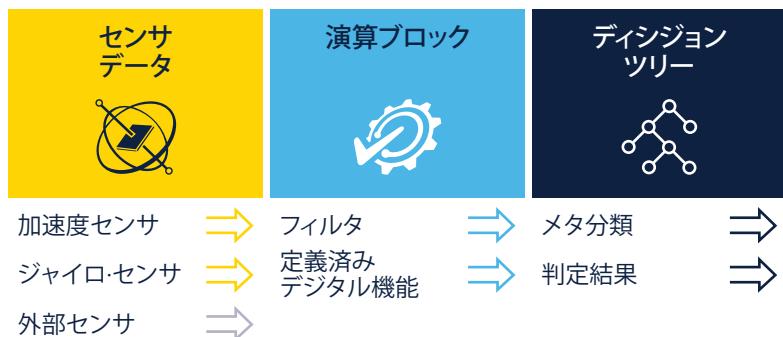 センサ
データ
演算ブロック
ディシジョン
ツリー
加速度センサ
ジャイロ·センサ
外部センサ
フィルタ
定義済み
デジタル機能
メタ分類
判定結果